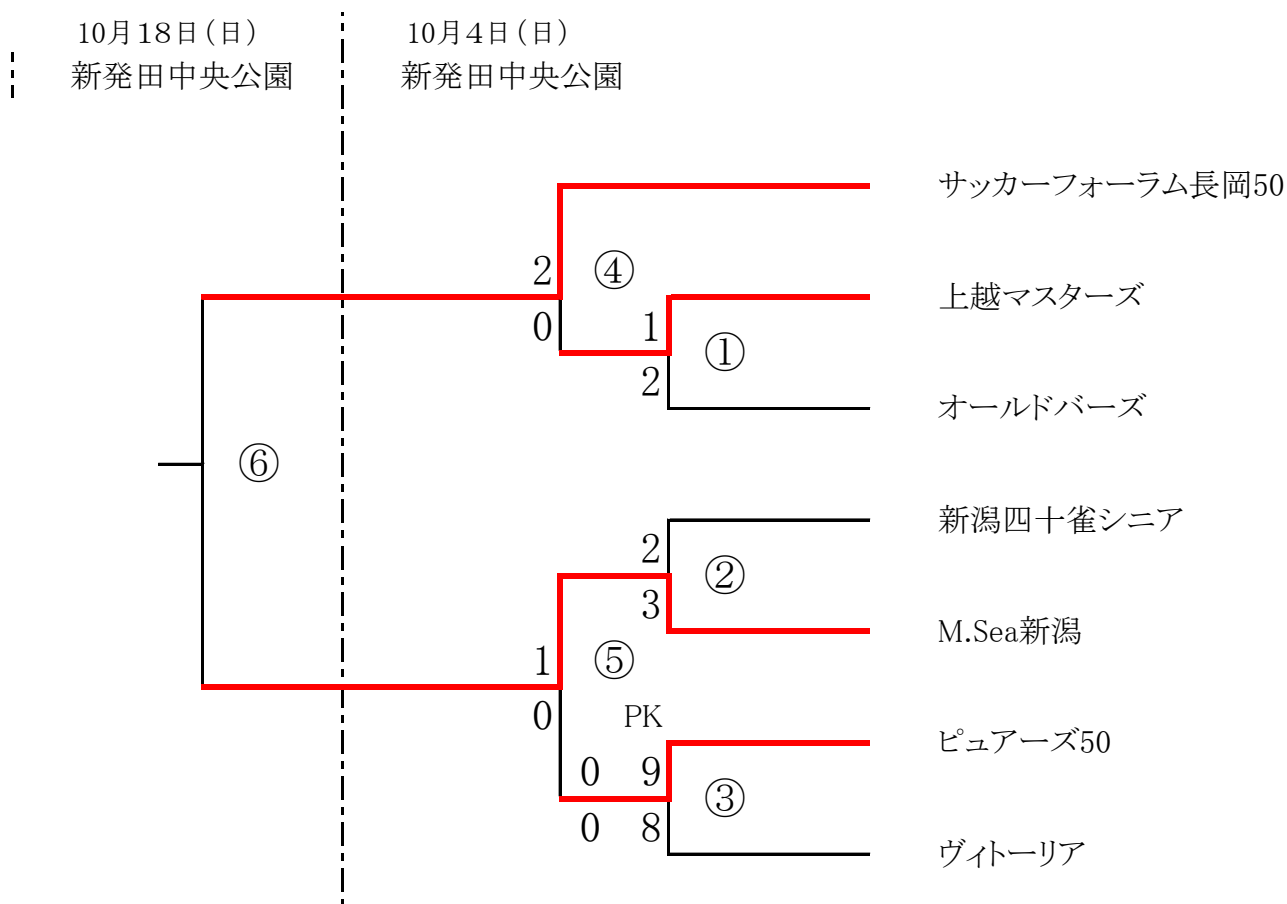 10月18日(日)
新発田中央公園
10月4日(日)
新発田中央公園
サッカーフォーラム長岡50
2
④
上越マスターズ
0
1
①
2
オールドバーズ
⑥
新潟四十雀シニア
2
②
3
M.Sea新潟
1
⑤
0
PK
ピュアーズ50
0
9
③
0
8
ヴィトーリア